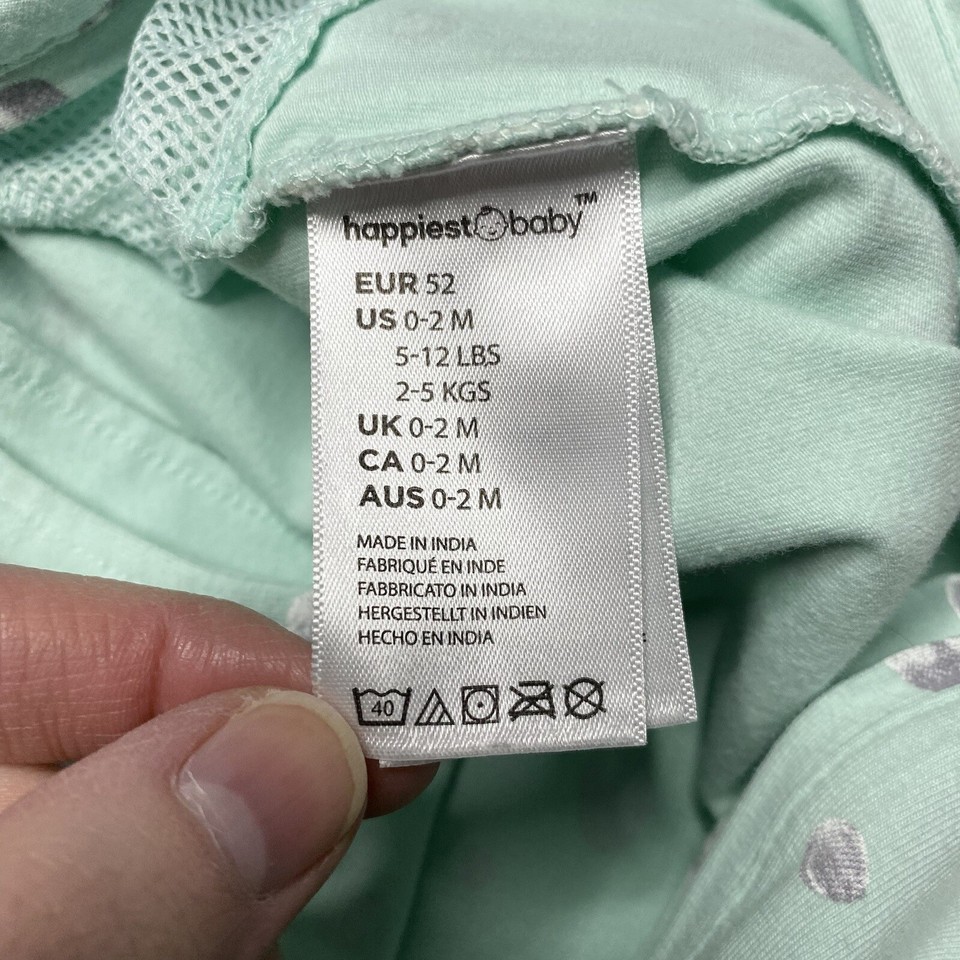 happiest baby™
EUR 52
US 0-2 M
5-12 LBS
2-5 KGS
UK 0-2 M
CA 0-2 M
AUS 0-2 M
MADE IN INDIA
FABRIQUÉ EN INDE
FABBRICATO IN INDIA
HERGESTELLT IN INDIEN
HECHO EN INDIA
40